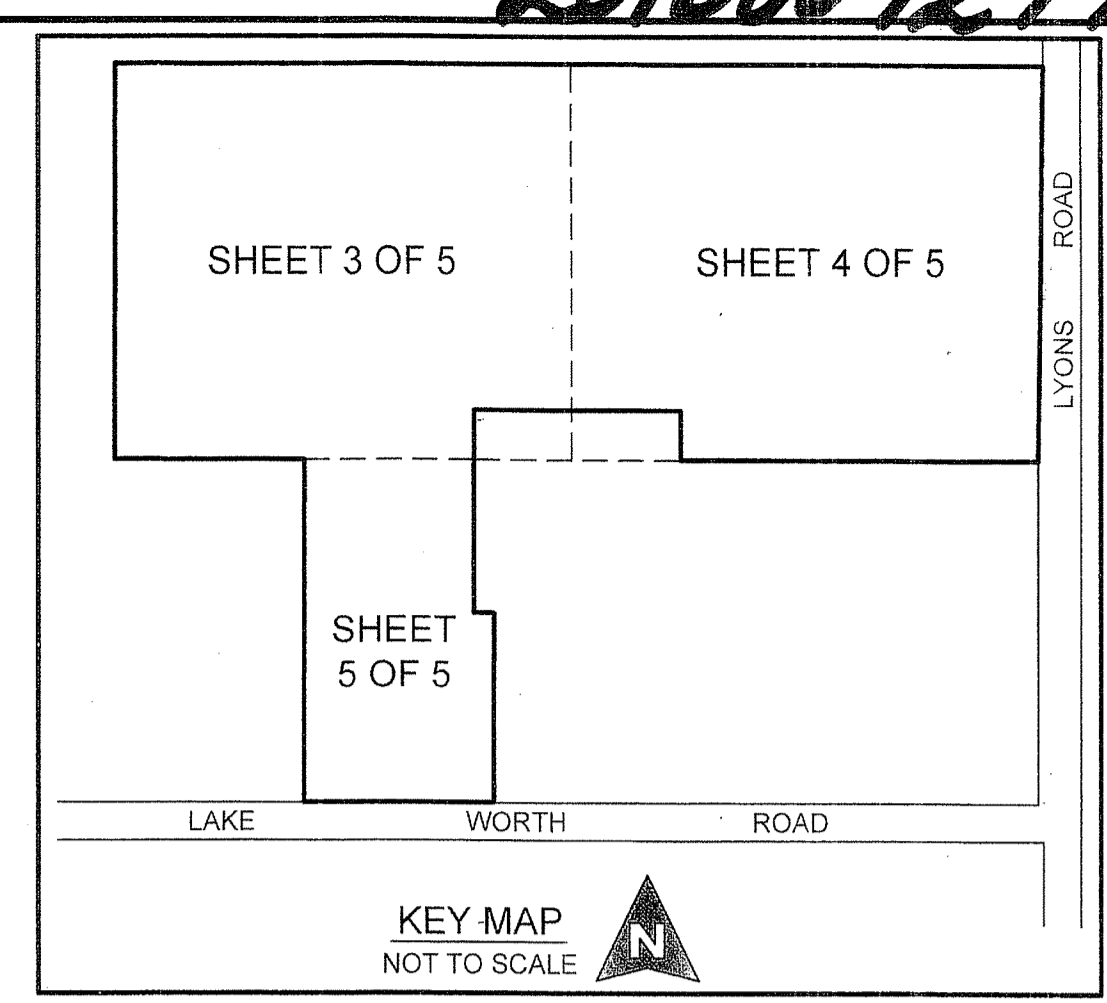 SHEET 3 OF 5
SHEET 4 OF 5
LYONS ROAD
SHEET
5 OF 5
LAKE WORTH ROAD
KEY MAP
NOT TO SCALE
N